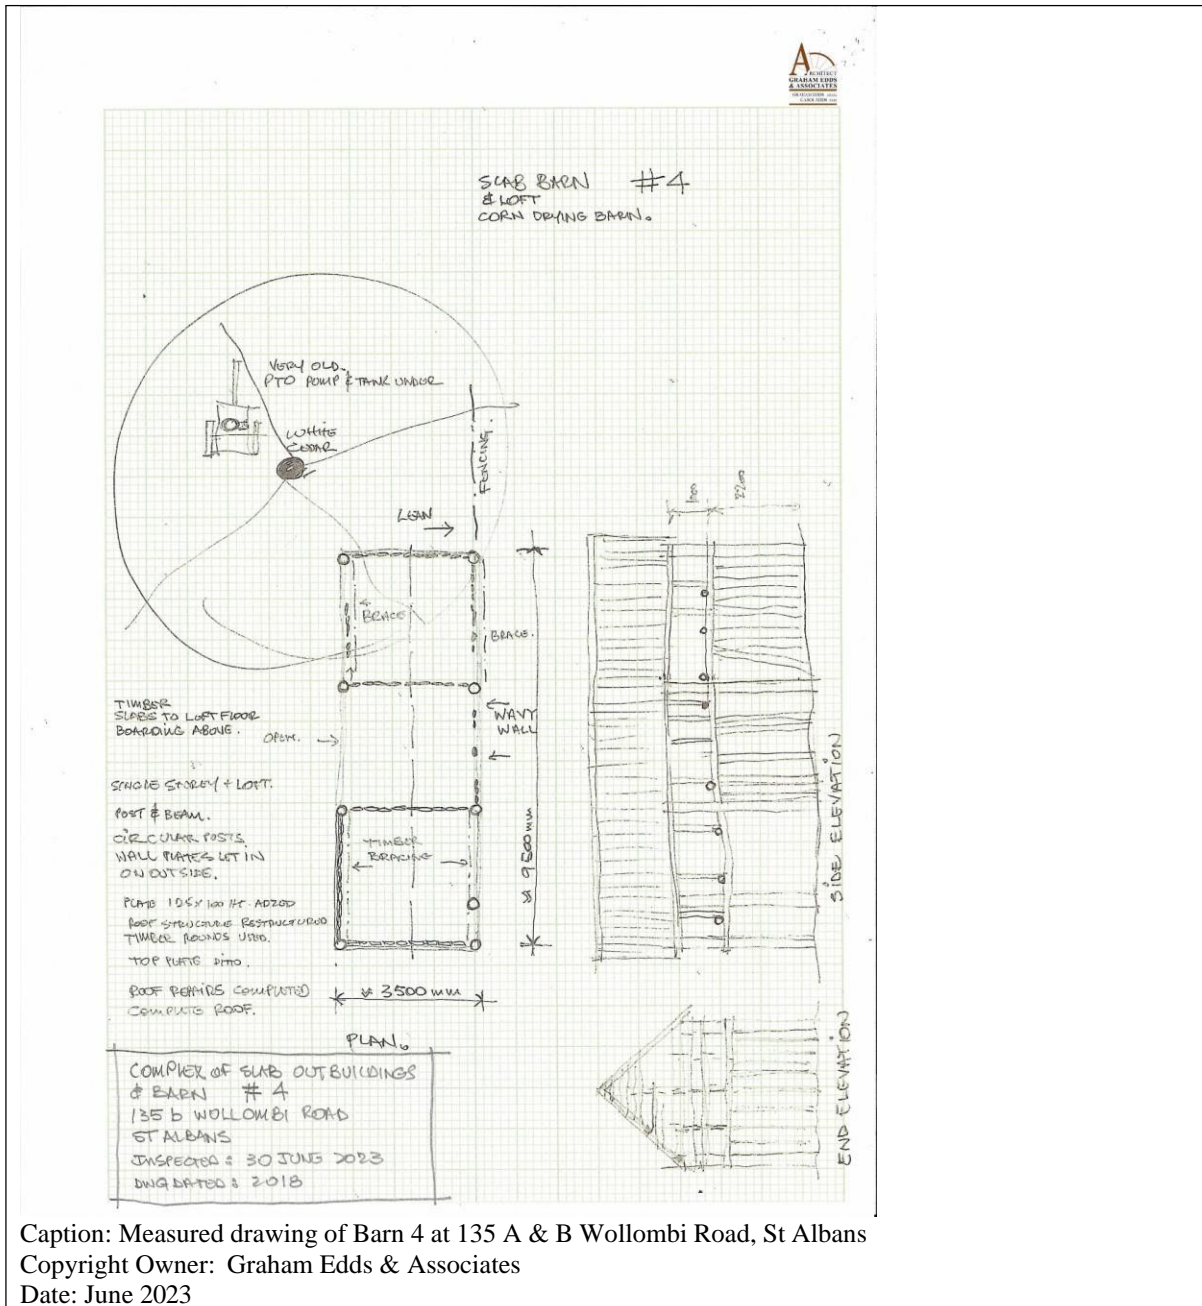 ARCHITECT
GRAHAM EDDS
& ASSOCIATES
SLAB BARN #4
& LOFT
CORN DRYING BARN.
VERY OLD
PTO PUMP & TANK UNDER
WHITE
CEDAR
FENCING.
LEAN
1000
2200
BRACE
BRACE.
TIMBER
SLABS TO LOFT FLOOR
BOARDING ABOVE.
OPEN.
WAVY
WALL
SINGLE STOREY + LOFT.
POST & BEAM.
CIRCULAR POSTS
WALL PLATES LET IN
ON OUTSIDE.
TIMBER
BRACING
≈ 9500 mm
SIDE ELEVATION
PLATE 125 x 100 HT. ADZED
ROOF STRUCTURE RESTRUCTURED
TIMBER ROUNDS USED.
TOP PLATE DITTO.
ROOF REPAIRS COMPLETED
COMPLETE ROOF.
≈ 3500 mm
PLAN.
END ELEVATION
COMPLEX OF SLAB OUTBUILDINGS
& BARN # 4
135 b WOLLOMBI ROAD
ST ALBANS
INSPECTED : 30 JUNE 2023
DWG DATED : 2018
Caption: Measured drawing of Barn 4 at 135 A & B Wollombi Road, St Albans
Copyright Owner: Graham Edds & Associates
Date: June 2023